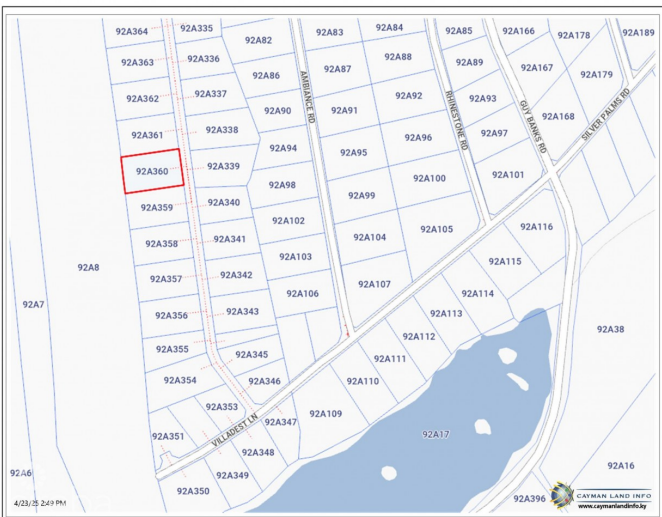 92A364
92A335
92A82
92A83
92A84
92A85
92A166
92A178
92A189
92A363
92A336
92A86
92A87
92A88
92A89
92A167
92A179
92A362
92A337
92A90
92A91
92A92
92A93
92A168
92A361
92A338
92A94
92A95
92A96
92A97
92A360
92A339
92A98
92A99
92A100
92A101
92A359
92A340
92A102
92A104
92A105
92A116
92A358
92A341
92A103
92A115
92A8
92A357
92A342
92A106
92A107
92A114
92A7
92A356
92A343
92A113
92A38
92A355
92A345
92A112
92A354
92A346
92A111
92A110
92A353
92A347
92A109
92A351
92A348
92A17
92A6
92A350
92A349
92A16
92A396
AMBIANCE RD
RHINESTONE RD
GUY BANKS RD
SILVER PALMS RD
VILLADEST LN
4/23/25 2:49 PM
CAYMAN LAND INFO
www.caymanlandinfo.ky